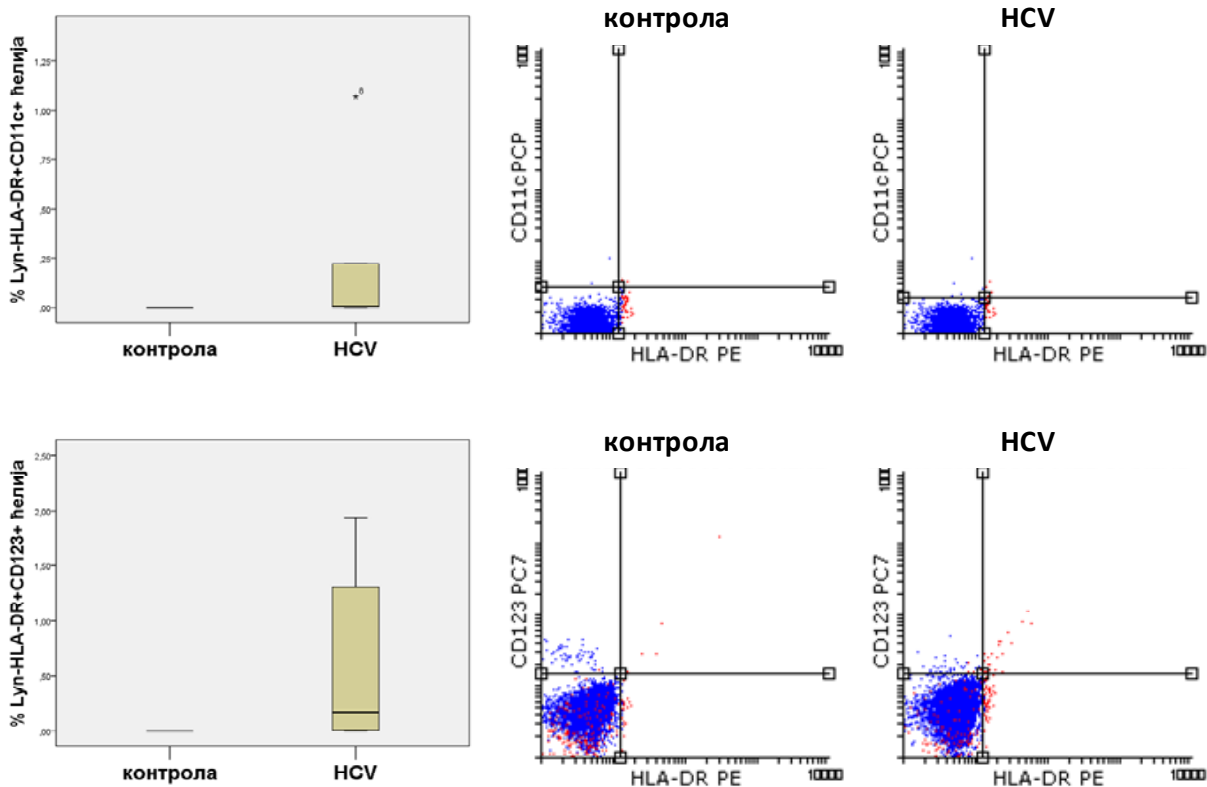 % Lyn-HLA-DR+CD11c+ ћелија
1,25
1,00
,75
,50
,25
,00
* 8
контрола
HCV
контрола
CD11c PCP
HLA-DR PE
HCV
CD11c PCP
HLA-DR PE
% Lyn-HLA-DR+CD123+ ћелија
2,50
2,00
1,50
1,00
,50
,00
контрола
HCV
контрола
CD123 PC7
HLA-DR PE
HCV
CD123 PC7
HLA-DR PE